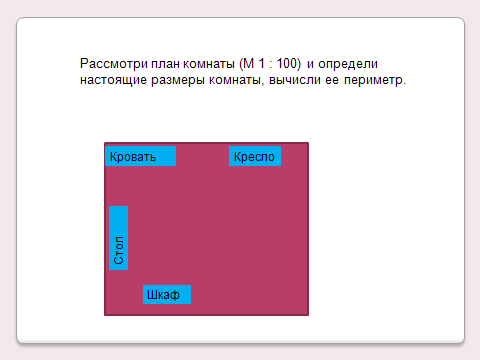 Рассмотри план комнаты (М 1 : 100) и определи
настоящие размеры комнаты, вычисли ее периметр.
Кровать
Кресло
Стол
Шкаф